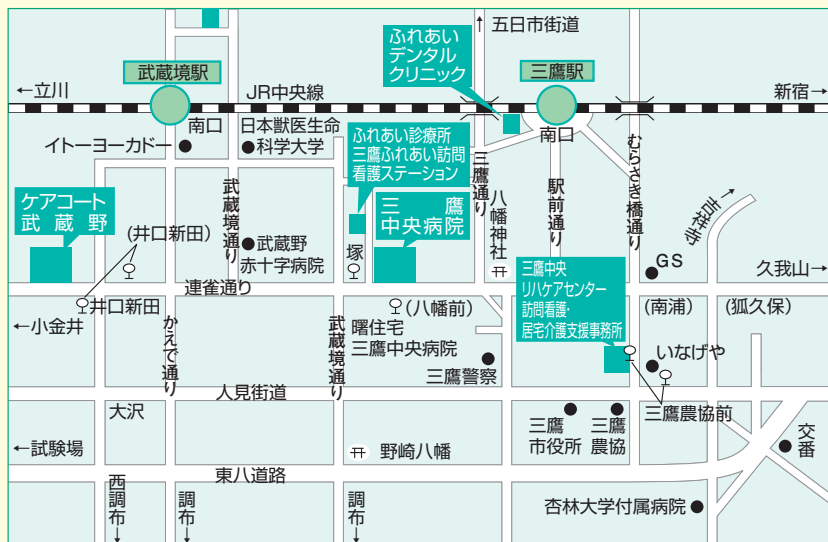 ↑五日市街道
ふれあい
デンタル
クリニック
武蔵境駅
三鷹駅
←立川
JR中央線
新宿→
南口
南口
イトーヨーカドー
日本獣医生命
科学大学
ふれあい診療所
三鷹ふれあい訪問
看護ステーション
三鷹通り
駅前通り
むらさき橋通り
吉祥寺→
武蔵境通り
八幡神社
ケアコート
武蔵野
三鷹
中央病院
(井口新田)
武蔵野
赤十字病院
塚
三鷹中央
リハケアセンター
訪問看護・
居宅介護支援事務所
GS
久我山→
連雀通り
井口新田
(八幡前)
(南浦)
(狐久保)
←小金井
かえで通り
武蔵境通り
曙住宅
三鷹中央病院
三鷹警察
いなげや
人見街道
大沢
三鷹農協前
三鷹
市役所
三鷹
農協
交番
←試験場
野崎八幡
東八道路
西調布→
調布→
調布→
杏林大学付属病院